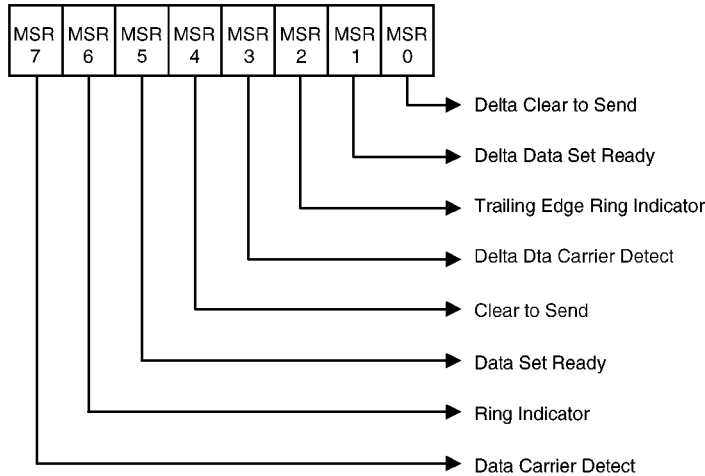 MSR MSR MSR MSR MSR MSR MSR MSR
7 6 5 4 3 2 1 0
Delta Clear to Send
Delta Data Set Ready
Trailing Edge Ring Indicator
Delta Dta Carrier Detect
Clear to Send
Data Set Ready
Ring Indicator
Data Carrier Detect